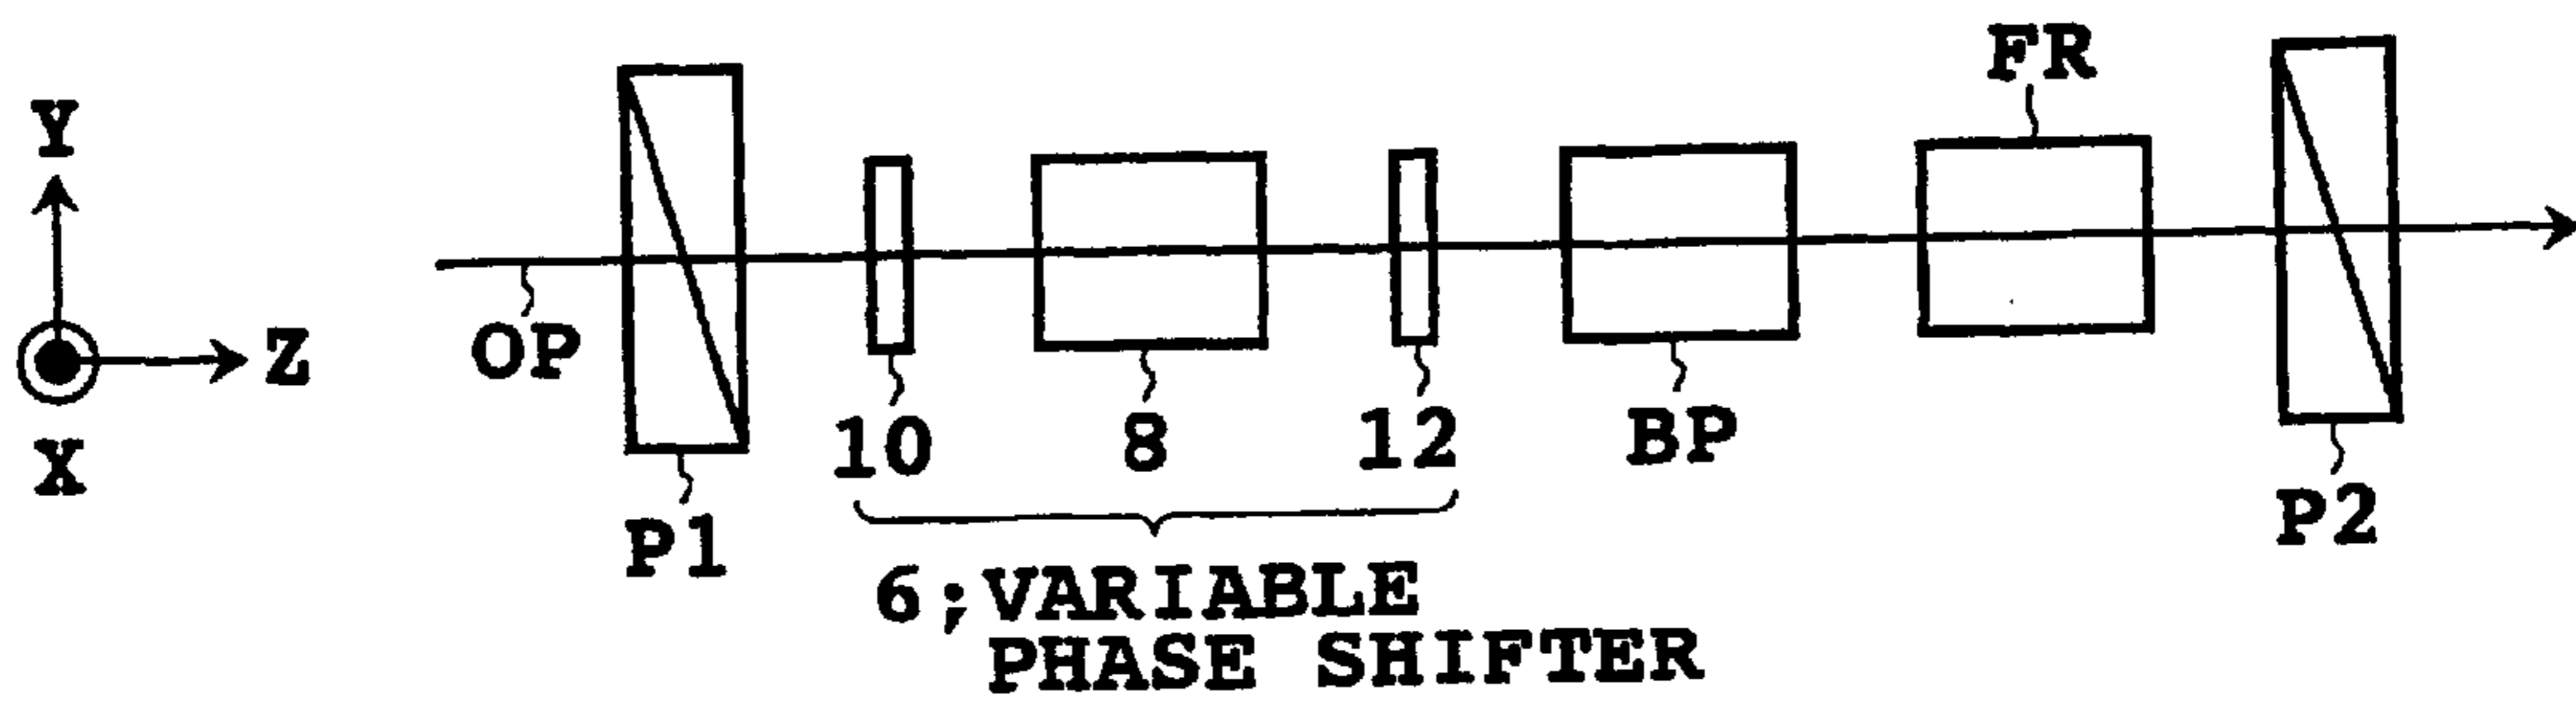 FR
Y
Z
X
OP
10
8
12
BP
P1
P2
6;VARIABLE
PHASE SHIFTER